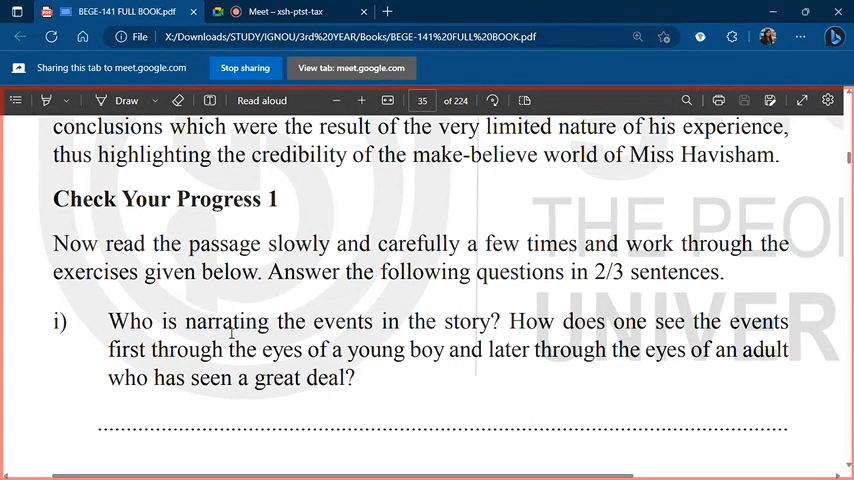 BEGE-141 FULL BOOK.pdf
Meet – xsh-ptst-tax
File
X:/Downloads/STUDY/IGNOU/3rd%20YEAR/Books/BEGE-141%20FULL%20BOOK.pdf
Sharing this tab to meet.google.com
Stop sharing
View tab: meet.google.com
Draw
Read aloud
35
of 224
conclusions which were the result of the very limited nature of his experience,
thus highlighting the credibility of the make-believe world of Miss Havisham.
Check Your Progress 1
THE PEO
Now read the passage slowly and carefully a few times and work through the
exercises given below. Answer the following questions in 2/3 sentences.
UNIVER
i) Who is narrating the events in the story? How does one see the events
first through the eyes of a young boy and later through the eyes of an adult
who has seen a great deal?